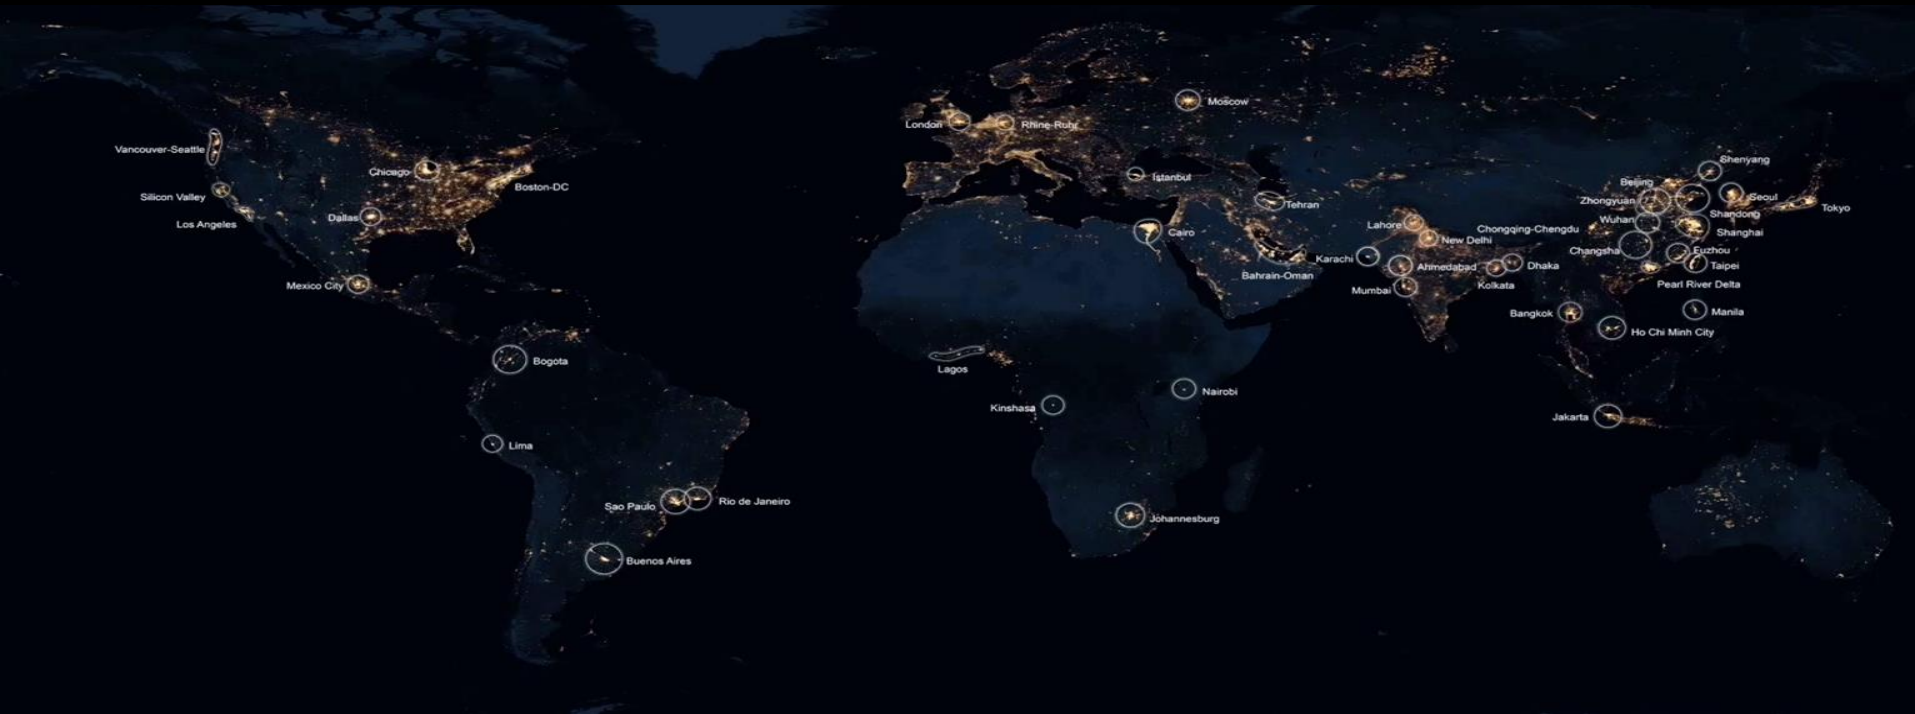 Moscow
London
Rhine-Ruhr
Vancouver-Seattle
Chicago
Boston-DC
Silicon Valley
Los Angeles
Dallas
Mexico City
Istanbul
Tehran
Cairo
Bahrain-Oman
Karachi
Lahore
New Delhi
Ahmedabad
Mumbai
Kolkata
Dhaka
Chongqing-Chengdu
Shenyang
Beijing
Zhongyuan
Seoul
Tokyo
Shandong
Wuhan
Shanghai
Changsha
Fuzhou
Taipei
Pearl River Delta
Bangkok
Manila
Ho Chi Minh City
Bogota
Lagos
Nairobi
Kinshasa
Jakarta
Lima
Sao Paulo
Rio de Janeiro
Johannesburg
Buenos Aires